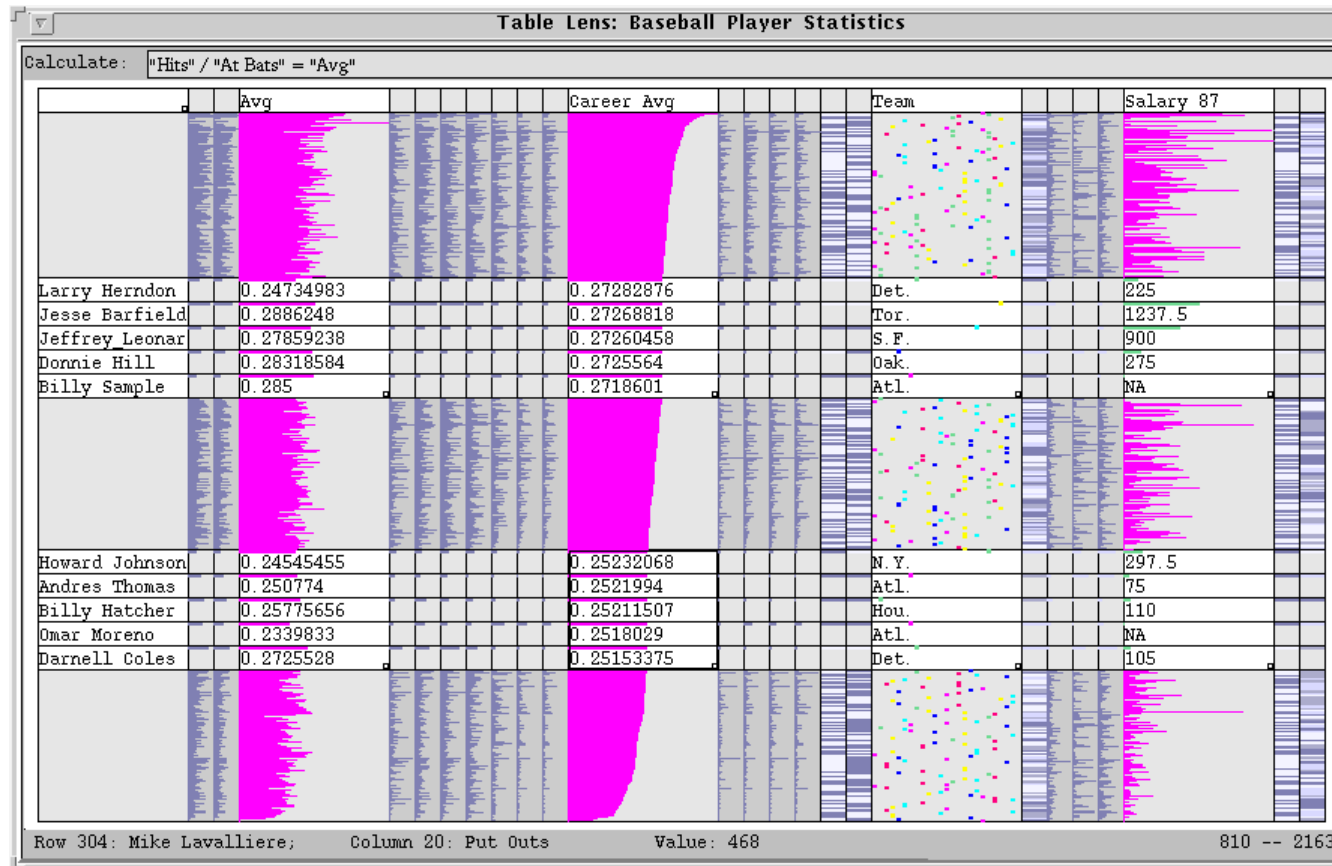 Table Lens: Baseball Player Statistics
Calculate: "Hits" / "At Bats" = "Avg"
Avg Career Avg Team Salary 87
Larry Herndon 0.24734983 0.27282876 Det. 225
Jesse Barfield 0.2886248 0.27268818 Tor. 1237.5
Jeffrey_Leonar 0.27859238 0.27260458 S.F. 900
Donnie Hill 0.28318584 0.2725564 Oak. 275
Billy Sample 0.285 0.2718601 Atl. NA
Howard Johnson 0.24545455 0.25232068 N.Y. 297.5
Andres Thomas 0.250774 0.2521994 Atl. 75
Billy Hatcher 0.25775656 0.25211507 Hou. 110
Omar Moreno 0.2339833 0.2518029 Atl. NA
Darnell Coles 0.2725528 0.25153375 Det. 105
Row 304: Mike Lavalliere; Column 20: Put Outs Value: 468 810 -- 2163